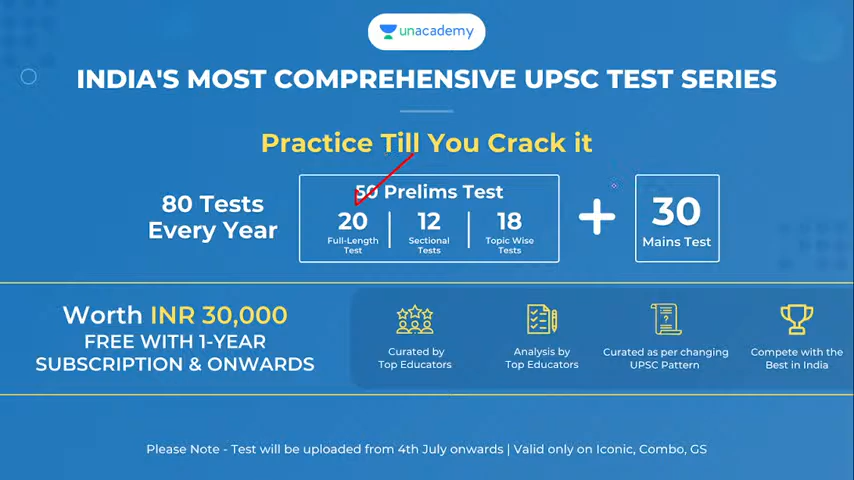 unacademy
INDIA'S MOST COMPREHENSIVE UPSC TEST SERIES
Practice Till You Crack it
80 Tests
Every Year
50 Prelims Test
20
Full-Length
Test
12
Sectional
Tests
18
Topic Wise
Tests
+
30
Mains Test
Worth INR 30,000
FREE WITH 1-YEAR
SUBSCRIPTION & ONWARDS
Curated by
Top Educators
Analysis by
Top Educators
Curated as per changing
UPSC Pattern
Compete with the
Best in India
Please Note - Test will be uploaded from 4th July onwards | Valid only on Iconic, Combo, GS